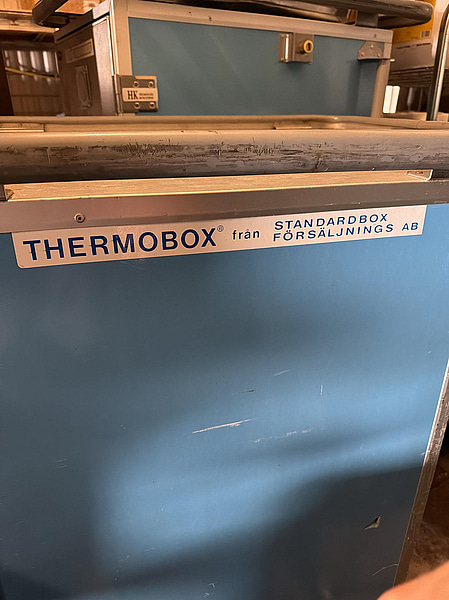 HK
THERMOBOX® från STANDARDBOX
FÖRSÄLJNINGS AB